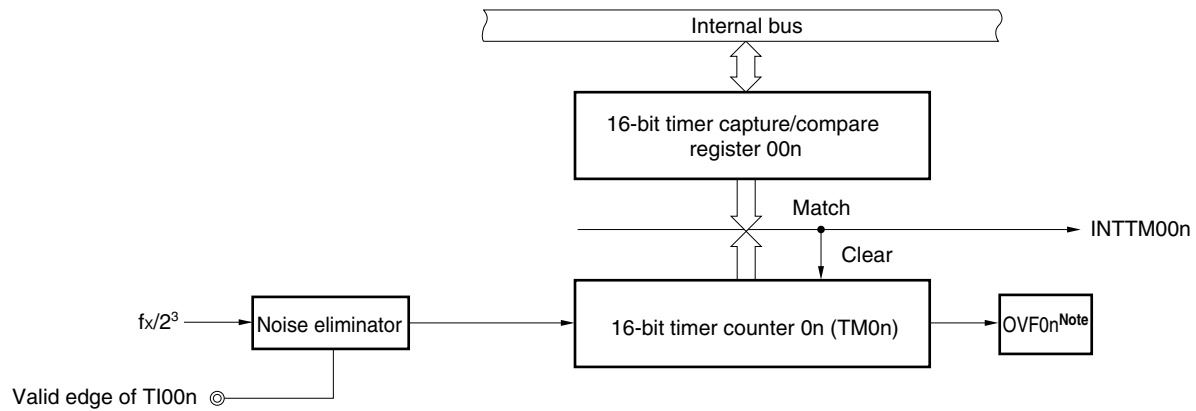 Internal bus
16-bit timer capture/compare
register 00n
Match
INTTM00n
Clear
fx/2³
Noise eliminator
16-bit timer counter 0n (TM0n)
OVF0nNote
Valid edge of TI00n